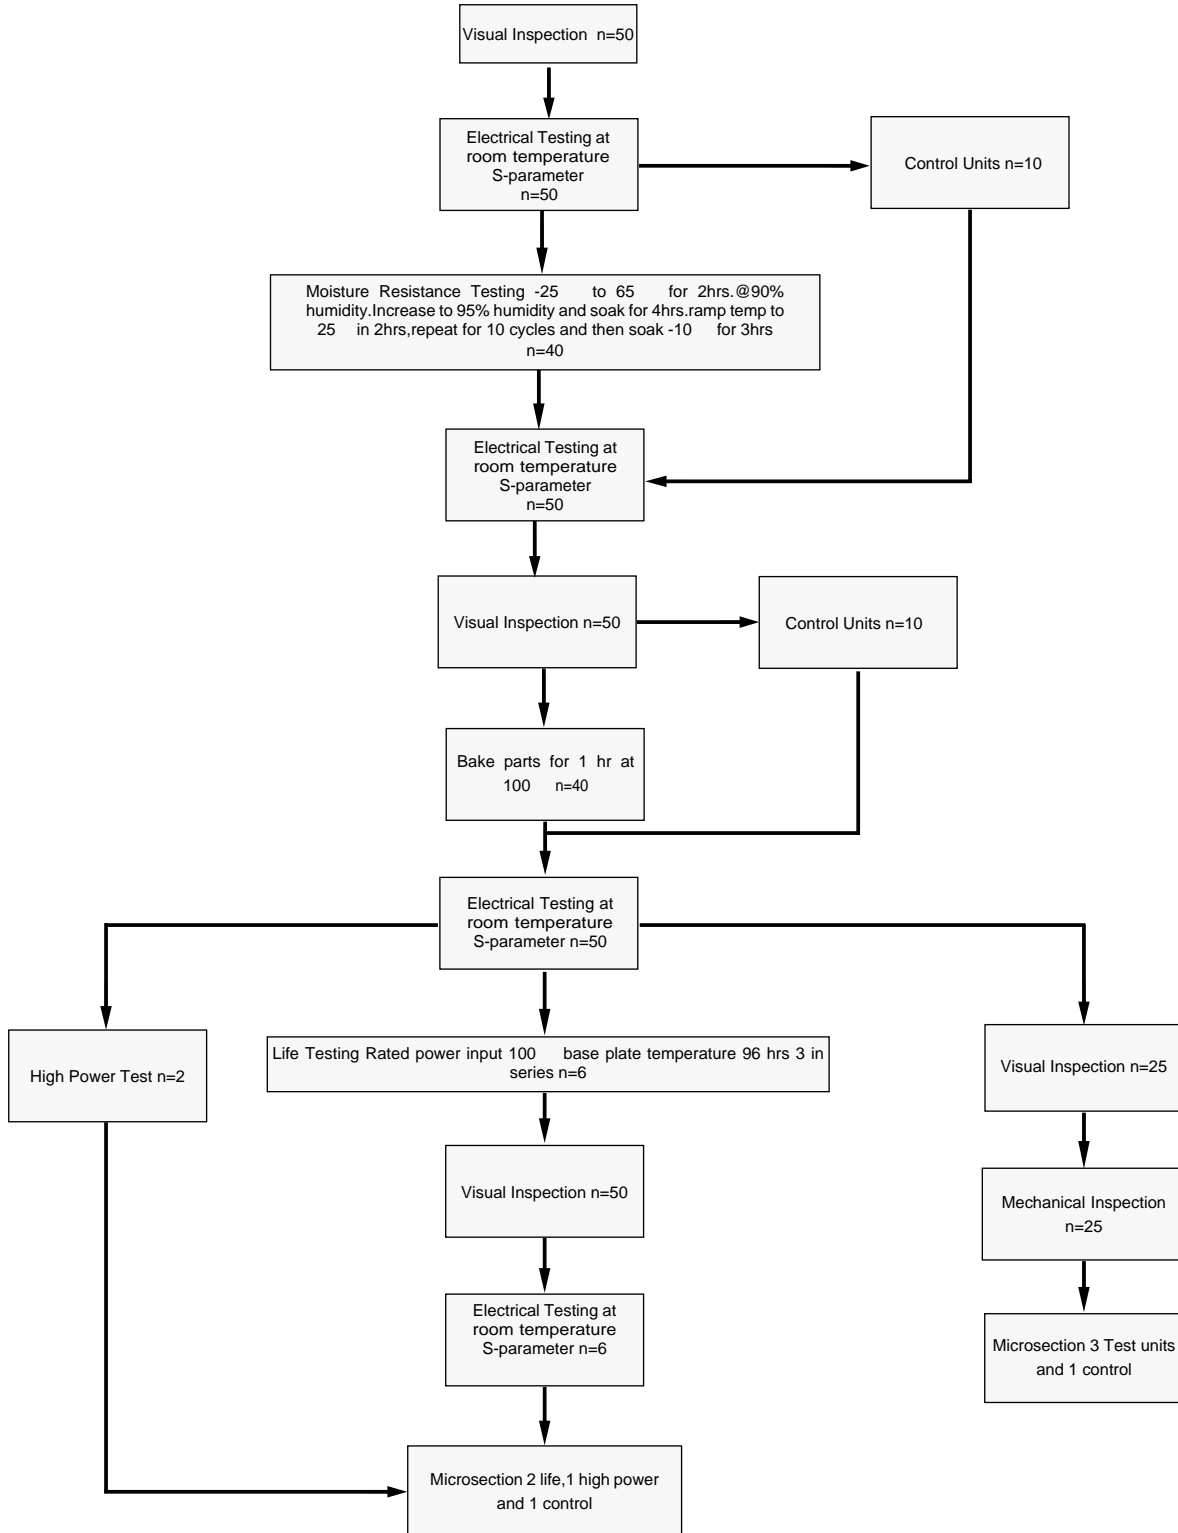 Visual Inspection n=50
Electrical Testing at
room temperature
S-parameter
n=50
Control Units n=10
Moisture Resistance Testing -25 to 65 for 2hrs.@90%
humidity.Increase to 95% humidity and soak for 4hrs.ramp temp to
25 in 2hrs,repeat for 10 cycles and then soak -10 for 3hrs
n=40
Electrical Testing at
room temperature
S-parameter
n=50
Visual Inspection n=50
Control Units n=10
Bake parts for 1 hr at
100 n=40
Electrical Testing at
room temperature
S-parameter n=50
High Power Test n=2
Life Testing Rated power input 100 base plate temperature 96 hrs 3 in
series n=6
Visual Inspection n=25
Visual Inspection n=50
Mechanical Inspection
n=25
Electrical Testing at
room temperature
S-parameter n=6
Microsection 3 Test units
and 1 control
Microsection 2 life,1 high power
and 1 control